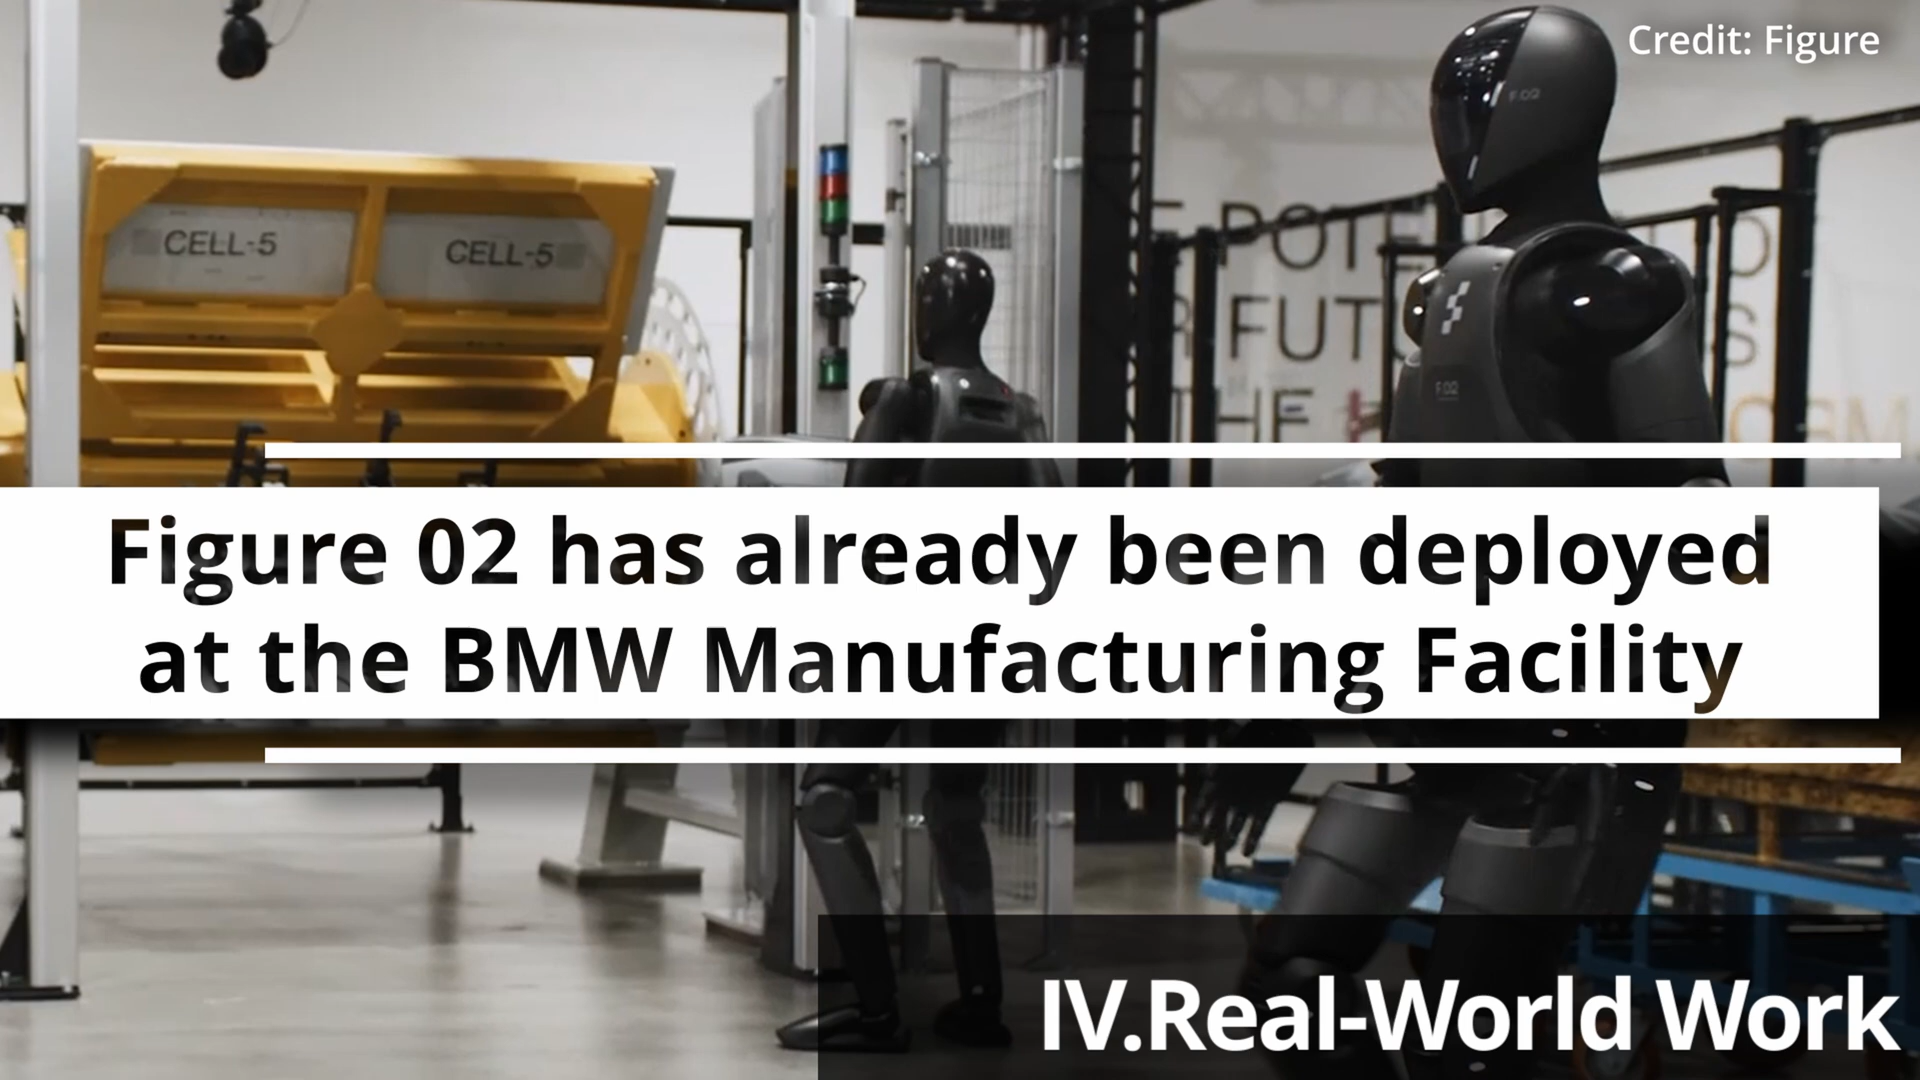 Credit: Figure
F.02
CELL-5
CELL-5
F.02
Figure 02 has already been deployed
at the BMW Manufacturing Facility
IV.Real-World Work